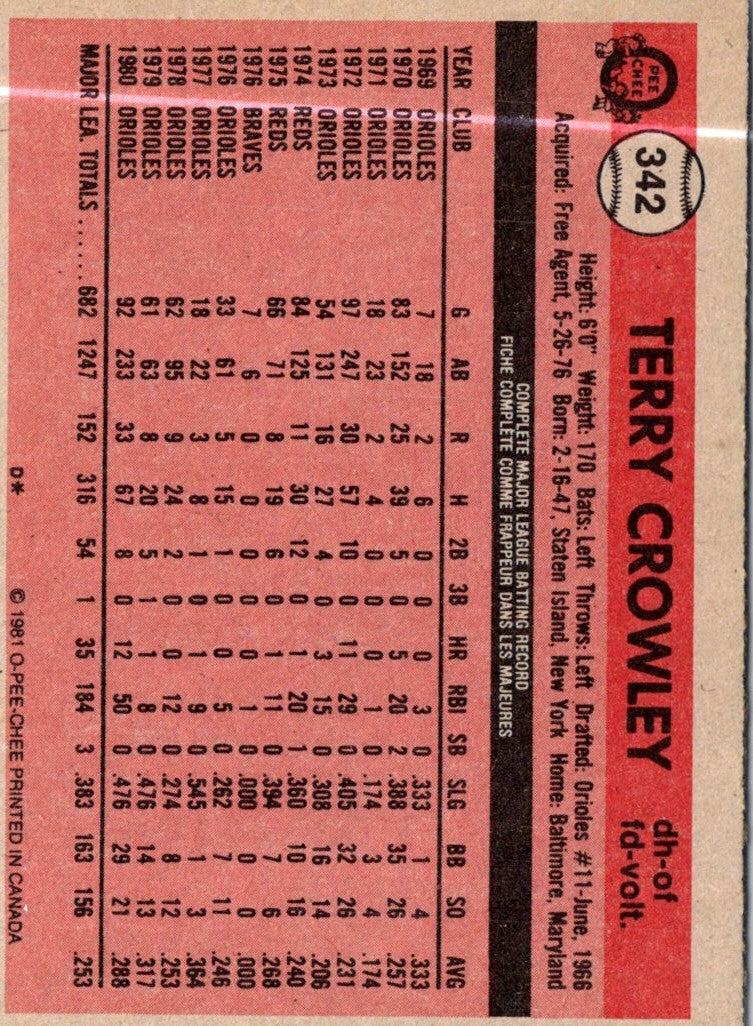 O
PEE
CHEE
342
TERRY CROWLEY
dh-of
fd-volt.
Height: 6'0" Weight: 170 Bats: Left Throws: Left Drafted: Orioles #11-June, 1966
Acquired: Free Agent, 5-26-76 Born: 2-16-47, Staten Island, New York Home: Baltimore, Maryland
COMPLETE MAJOR LEAGUE BATTING RECORD
FICHE COMPLETE COMME FRAPPEUR DANS LES MAJEURES
YEAR CLUB G AB R H 2B 3B HR RBI SB SLG BB SO AVG
1969 ORIOLES 7 18 2 6 0 0 0 3 0 .333 1 4 .333
1970 ORIOLES 83 152 25 39 5 0 5 20 2 .388 35 26 .257
1971 ORIOLES 18 23 2 4 0 0 0 1 0 .174 3 4 .174
1972 ORIOLES 97 247 30 57 10 0 11 29 0 .405 32 26 .231
1973 ORIOLES 54 131 16 27 4 0 3 15 0 .308 16 14 .206
1974 REDS 84 125 11 30 12 0 1 20 1 .360 10 16 .240
1975 REDS 66 71 8 19 6 0 1 11 0 .394 7 6 .268
1976 BRAVES 7 6 0 0 0 0 0 1 0 .000 0 0 .000
1976 ORIOLES 33 61 5 15 1 0 0 5 0 .262 7 11 .246
1977 ORIOLES 18 22 3 8 1 0 1 9 0 .545 1 3 .364
1978 ORIOLES 62 95 9 24 2 0 0 12 0 .274 8 12 .253
1979 ORIOLES 61 63 8 20 5 1 1 8 0 .476 14 13 .317
1980 ORIOLES 92 233 33 67 8 0 12 50 0 .476 29 21 .288
MAJOR LEA TOTALS ...... 682 1247 152 316 54 1 35 184 3 .383 163 156 .253
D* © 1981 O-PEE-CHEE PRINTED IN CANADA